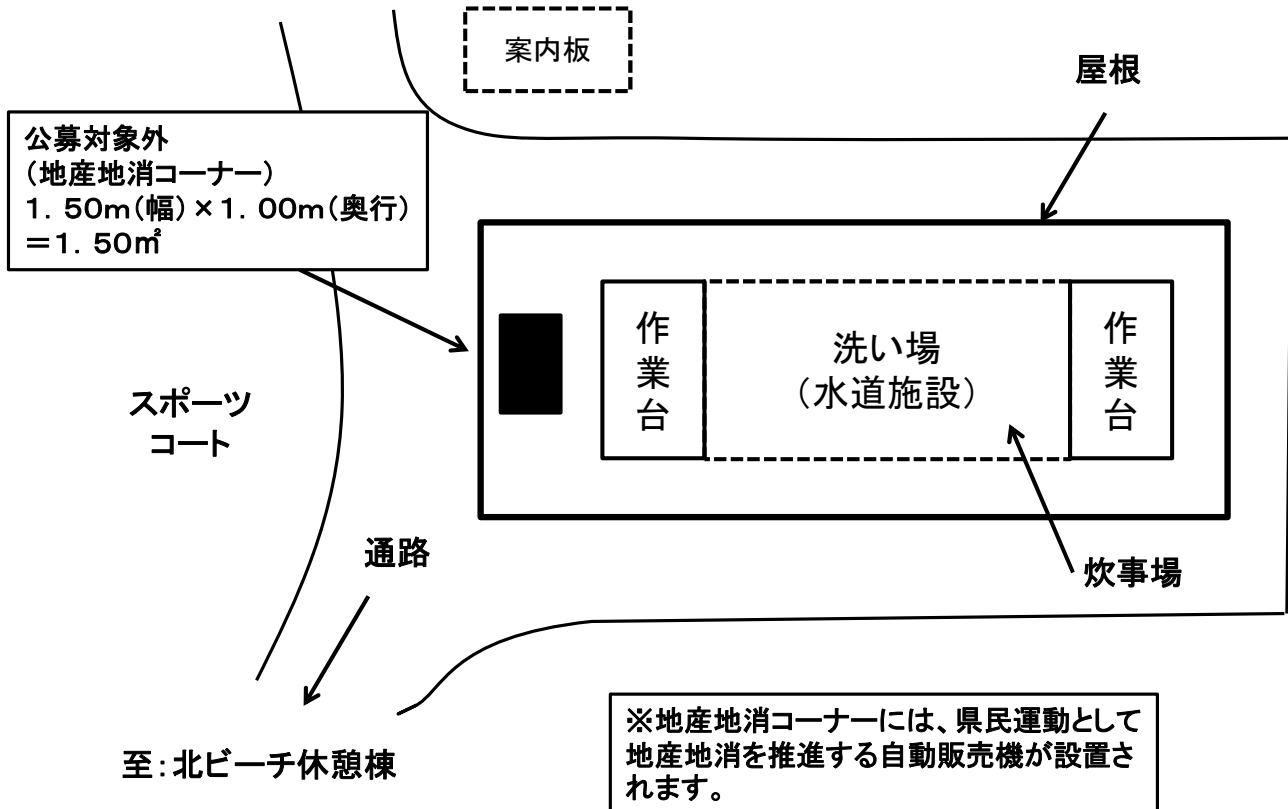 案内板
屋根
公募対象外
(地産地消コーナー)
1．50m(幅)×1．00m(奥行)
＝1．50㎡
作業台
洗い場
（水道施設）
作業台
スポーツ
コート
通路
炊事場
至：北ビーチ休憩棟
※地産地消コーナーには、県民運動として
地産地消を推進する自動販売機が設置さ
れます。